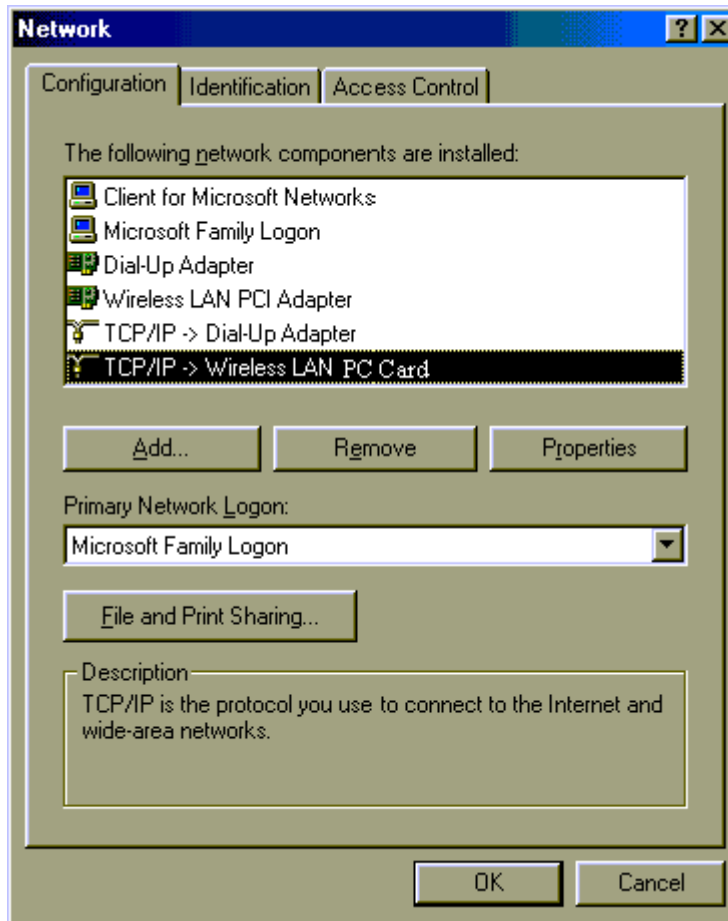 Network
Configuration Identification Access Control
The following network components are installed:
Client for Microsoft Networks
Microsoft Family Logon
Dial-Up Adapter
Wireless LAN PCI Adapter
TCP/IP -> Dial-Up Adapter
TCP/IP -> Wireless LAN PC Card
Add... Remove Properties
Primary Network Logon:
Microsoft Family Logon
File and Print Sharing...
Description
TCP/IP is the protocol you use to connect to the Internet and
wide-area networks.
OK Cancel